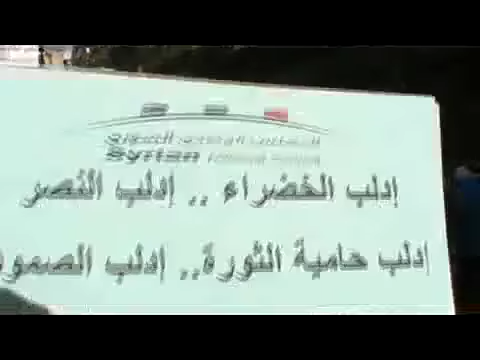 Syrian
إدلب الخضراء .. إدلب النصر
إدلب حامية الثورة.. إدلب الصمود